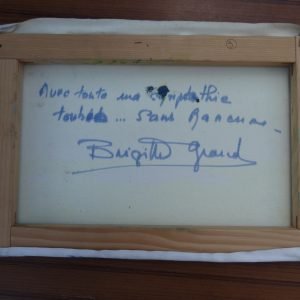 Avec toute ma sympathie
... Sans Rancune -
Brigitte Grand